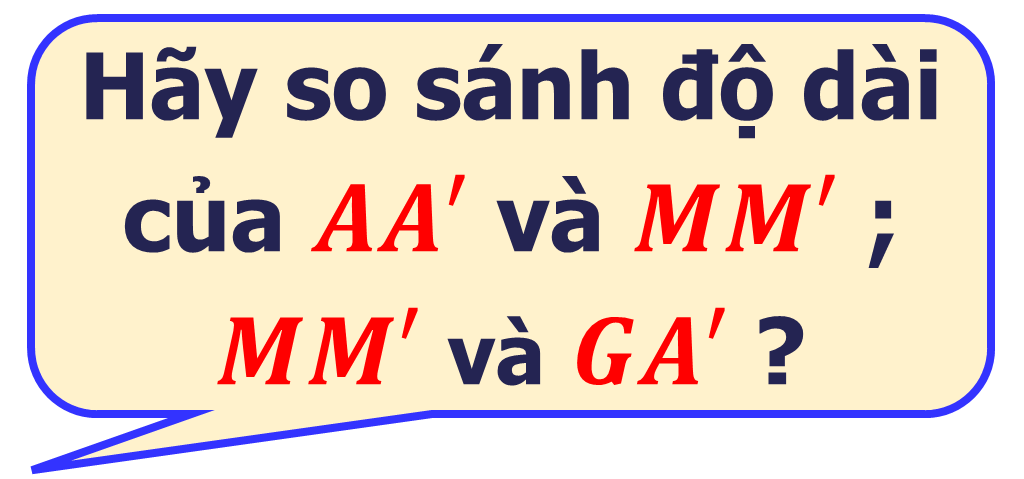 Hãy so sánh độ dài
của AA′ và MM′ ;
MM′ và GA′ ?